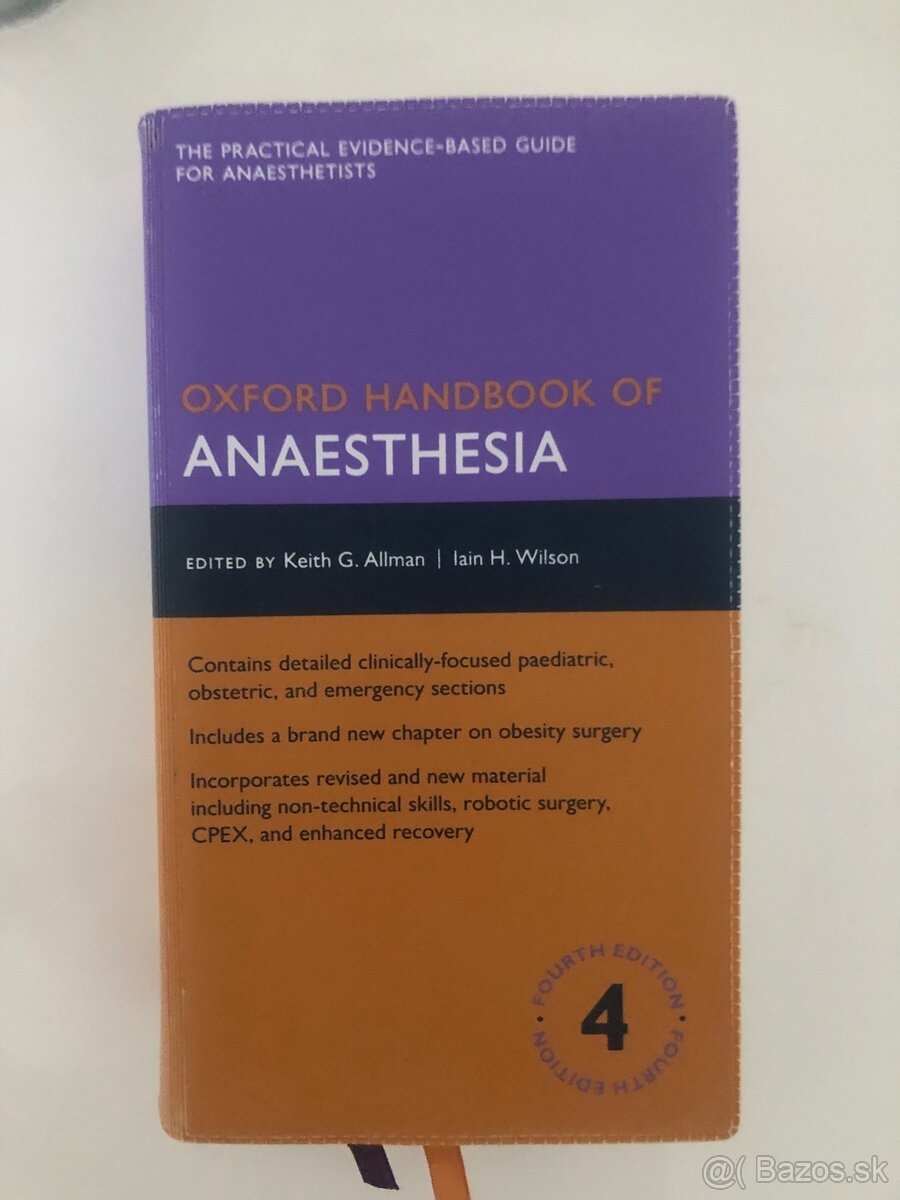 THE PRACTICAL EVIDENCE-BASED GUIDE
FOR ANAESTHETISTS
OXFORD HANDBOOK OF
ANAESTHESIA
EDITED BY Keith G. Allman | Iain H. Wilson
Contains detailed clinically-focused paediatric,
obstetric, and emergency sections
Includes a brand new chapter on obesity surgery
Incorporates revised and new material
including non-technical skills, robotic surgery,
CPEX, and enhanced recovery
• FOURTH EDITION • FOURTH EDITION
4
@( Bazos.sk